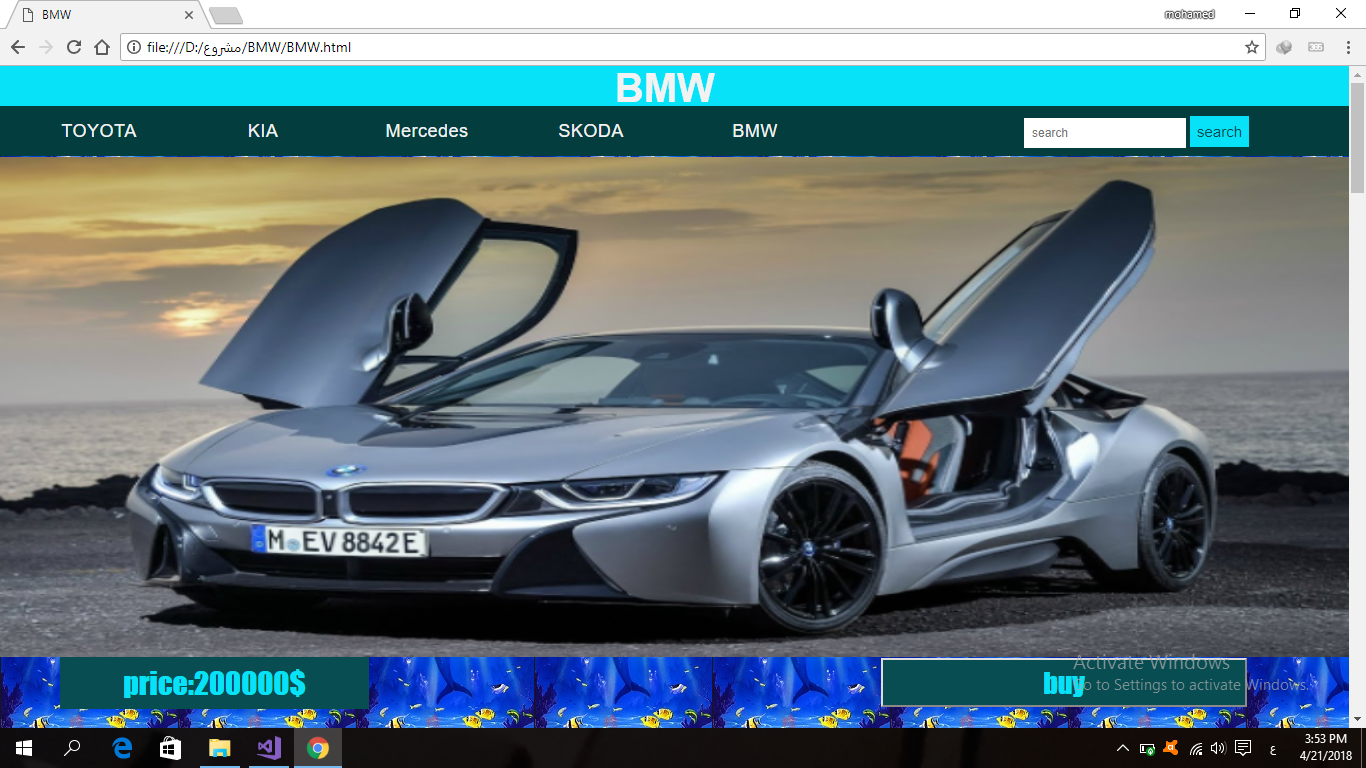 BMW
mohamed
file:///D:/مشروع/BMW/BMW.html
BMW
TOYOTA
KIA
Mercedes
SKODA
BMW
search
search
M EV 8842E
price:200000$
buy
Activate Windows
Go to Settings to activate Windows.
ع
3:53 PM
4/21/2018